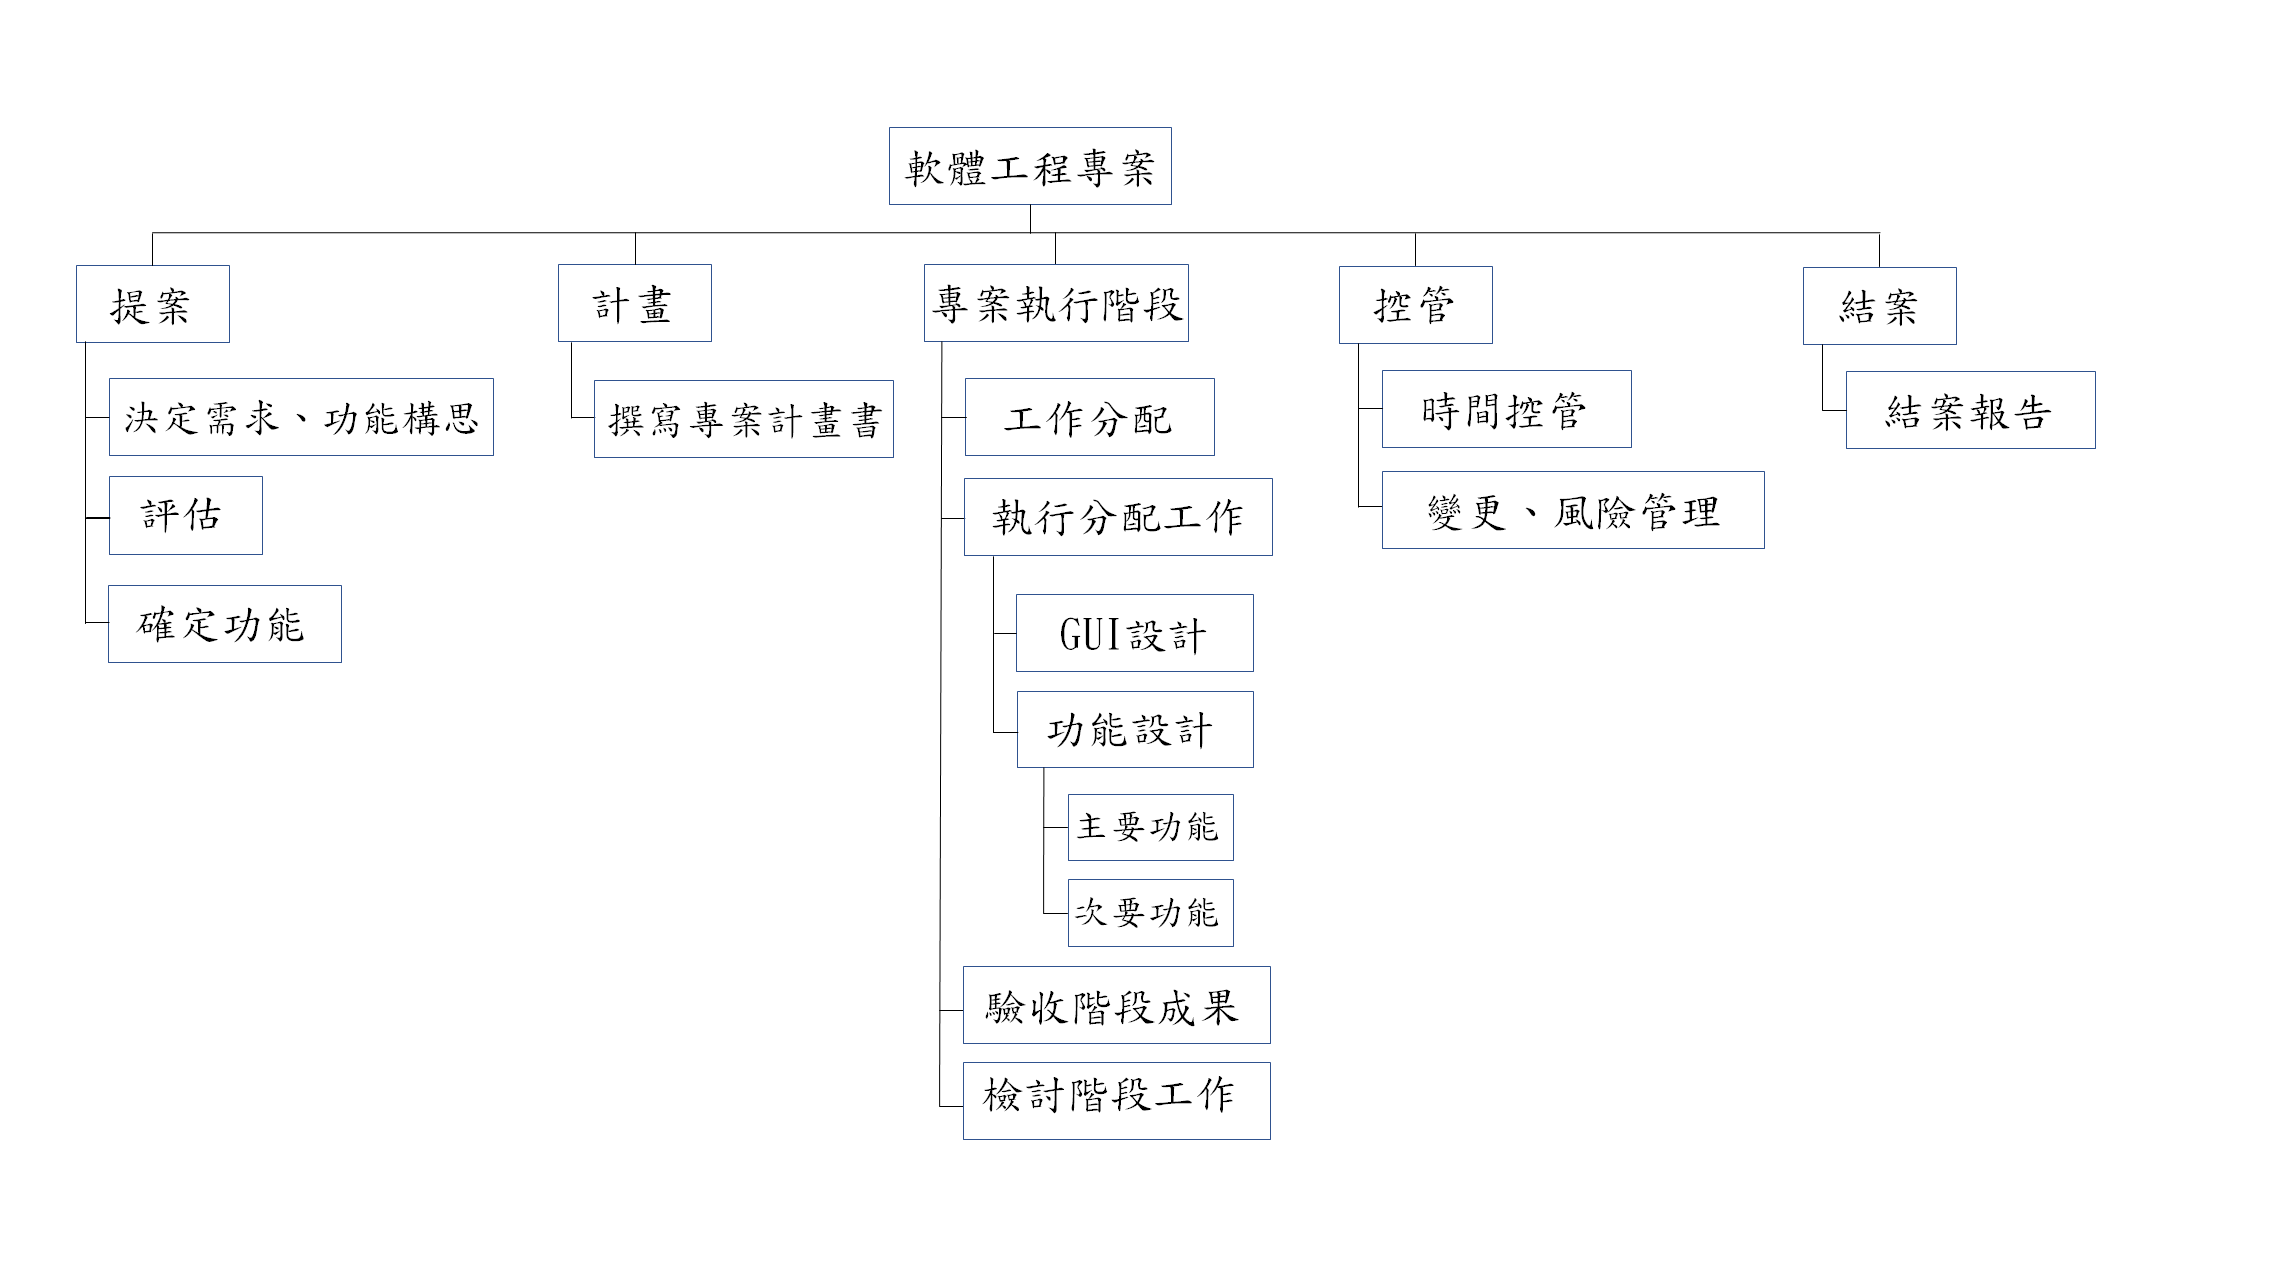 軟體工程專案
提案
計畫
專案執行階段
控管
結案
決定需求、功能構思
評估
確定功能
撰寫專案計畫書
工作分配
執行分配工作
GUI設計
功能設計
主要功能
次要功能
驗收階段成果
檢討階段工作
時間控管
變更、風險管理
結案報告